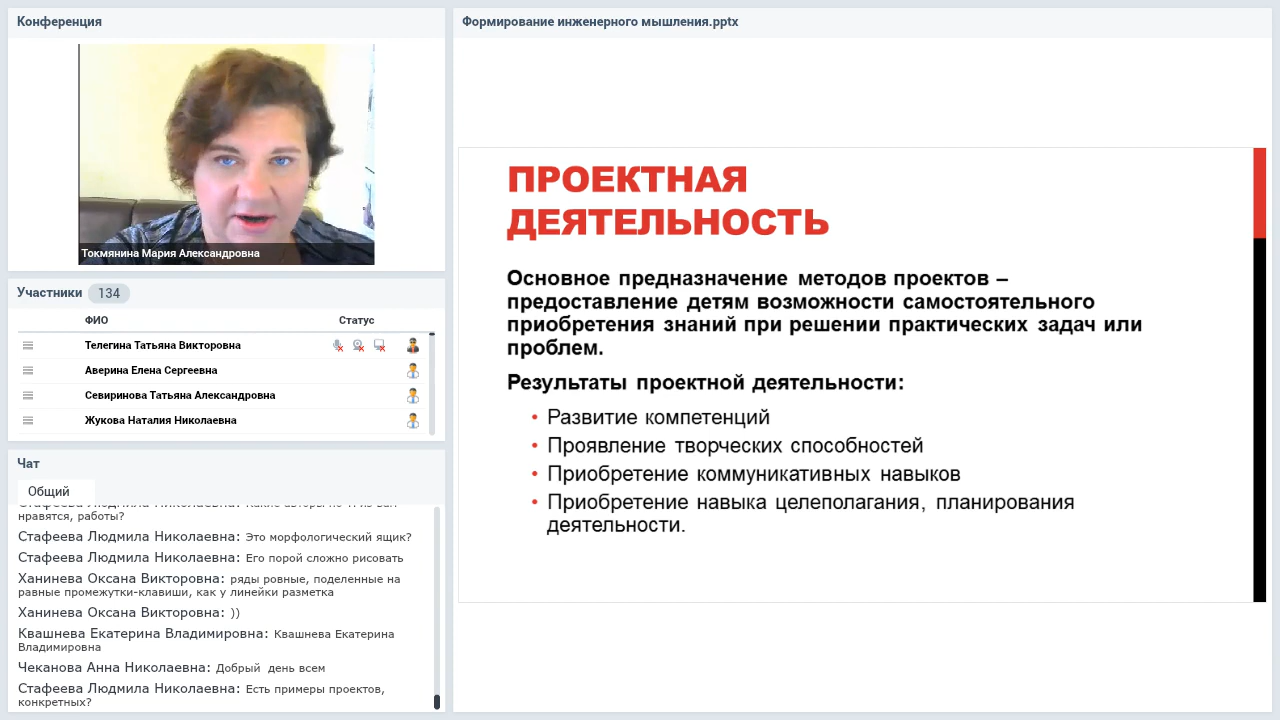 Конференция
Токмянина Мария Александровна
Участники 134
ФИО Статус
Телегина Татьяна Викторовна
Аверина Елена Сергеевна
Севиринова Татьяна Александровна
Жукова Наталия Николаевна
Чат
Общий
Стафеева Людмила Николаевна:
нравятся, работы?
Стафеева Людмила Николаевна: Это морфологический ящик?
Стафеева Людмила Николаевна: Его порой сложно рисовать
Ханинева Оксана Викторовна: ряды ровные, поделенные на
равные промежутки-клавиши, как у линейки разметка
Ханинева Оксана Викторовна: ))
Квашнева Екатерина Владимировна: Квашнева Екатерина
Владимировна
Чеканова Анна Николаевна: Добрый день всем
Стафеева Людмила Николаевна: Есть примеры проектов,
конкретных?
Формирование инженерного мышления.pptx
ПРОЕКТНАЯ
ДЕЯТЕЛЬНОСТЬ
Основное предназначение методов проектов –
предоставление детям возможности самостоятельного
приобретения знаний при решении практических задач или
проблем.
Результаты проектной деятельности:
• Развитие компетенций
• Проявление творческих способностей
• Приобретение коммуникативных навыков
• Приобретение навыка целеполагания, планирования
деятельности.